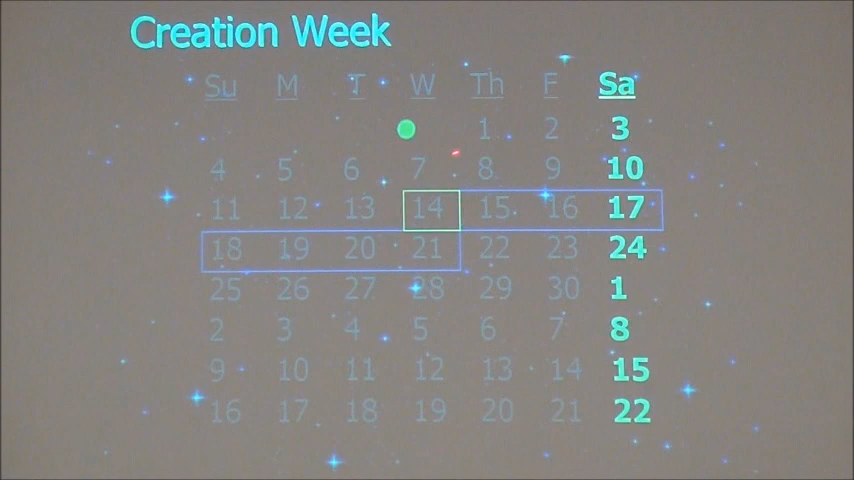 Creation Week
Su M T W Th F Sa
1 2 3
4 5 6 7 8 9 10
11 12 13 14 15 16 17
18 19 20 21 22 23 24
25 26 27 28 29 30 1
2 3 4 5 6 7 8
9 10 11 12 13 14 15
16 17 18 19 20 21 22